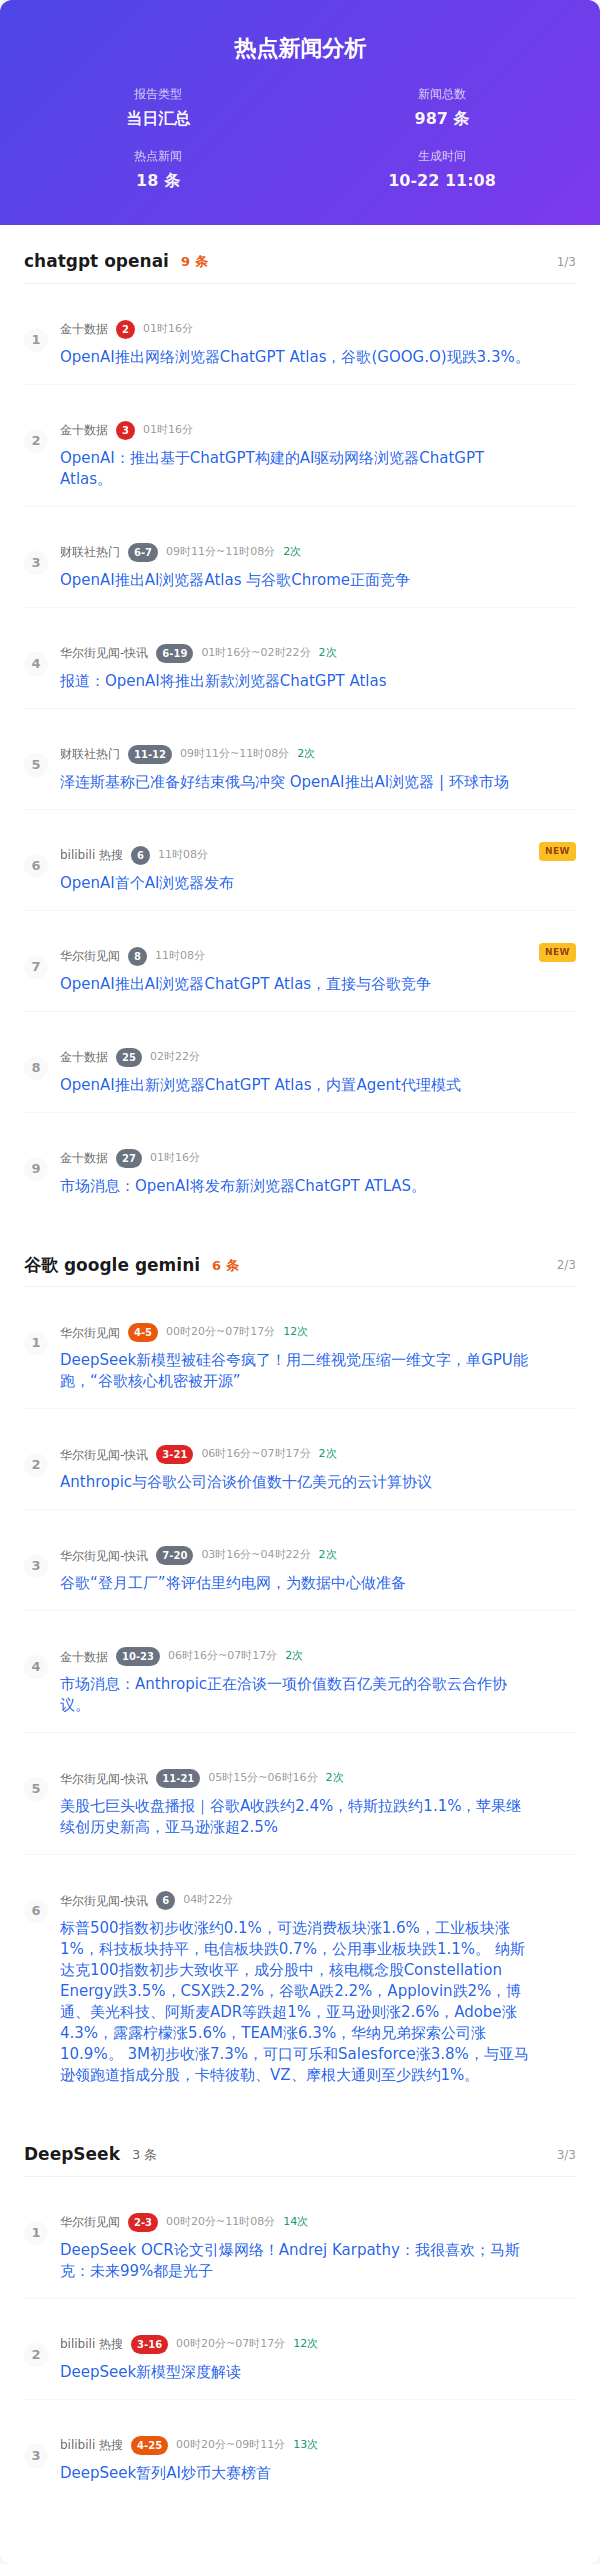 热点新闻分析
报告类型
新闻总数
当日汇总
987 条
热点新闻
生成时间
18 条
10-22 11:08
chatgpt openai 9 条 1/3
1 金十数据 2 01时16分
OpenAI推出网络浏览器ChatGPT Atlas，谷歌(GOOG.O)现跌3.3%。
2 金十数据 3 01时16分
OpenAI：推出基于ChatGPT构建的AI驱动网络浏览器ChatGPT
Atlas。
3 财联社热门 6-7 09时11分~11时08分 2次
OpenAI推出AI浏览器Atlas 与谷歌Chrome正面竞争
4 华尔街见闻-快讯 6-19 01时16分~02时22分 2次
报道：OpenAI将推出新款浏览器ChatGPT Atlas
5 财联社热门 11-12 09时11分~11时08分 2次
泽连斯基称已准备好结束俄乌冲突 OpenAI推出AI浏览器 | 环球市场
6 bilibili 热搜 6 11时08分 NEW
OpenAI首个AI浏览器发布
7 华尔街见闻 8 11时08分 NEW
OpenAI推出AI浏览器ChatGPT Atlas，直接与谷歌竞争
8 金十数据 25 02时22分
OpenAI推出新浏览器ChatGPT Atlas，内置Agent代理模式
9 金十数据 27 01时16分
市场消息：OpenAI将发布新浏览器ChatGPT ATLAS。
谷歌 google gemini 6 条 2/3
1 华尔街见闻 4-5 00时20分~07时17分 12次
DeepSeek新模型被硅谷夸疯了！用二维视觉压缩一维文字，单GPU能
跑，“谷歌核心机密被开源”
2 华尔街见闻-快讯 3-21 06时16分~07时17分 2次
Anthropic与谷歌公司洽谈价值数十亿美元的云计算协议
3 华尔街见闻-快讯 7-20 03时16分~04时22分 2次
谷歌“登月工厂”将评估里约电网，为数据中心做准备
4 金十数据 10-23 06时16分~07时17分 2次
市场消息：Anthropic正在洽谈一项价值数百亿美元的谷歌云合作协
议。
5 华尔街见闻-快讯 11-21 05时15分~06时16分 2次
美股七巨头收盘播报｜谷歌A收跌约2.4%，特斯拉跌约1.1%，苹果继
续创历史新高，亚马逊涨超2.5%
6 华尔街见闻-快讯 6 04时22分
标普500指数初步收涨约0.1%，可选消费板块涨1.6%，工业板块涨
1%，科技板块持平，电信板块跌0.7%，公用事业板块跌1.1%。 纳斯
达克100指数初步大致收平，成分股中，核电概念股Constellation
Energy跌3.5%，CSX跌2.2%，谷歌A跌2.2%，Applovin跌2%，博
通、美光科技、阿斯麦ADR等跌超1%，亚马逊则涨2.6%，Adobe涨
4.3%，露露柠檬涨5.6%，TEAM涨6.3%，华纳兄弟探索公司涨
10.9%。 3M初步收涨7.3%，可口可乐和Salesforce涨3.8%，与亚马
逊领跑道指成分股，卡特彼勒、VZ、摩根大通则至少跌约1%。
DeepSeek 3 条 3/3
1 华尔街见闻 2-3 00时20分~11时08分 14次
DeepSeek OCR论文引爆网络！Andrej Karpathy：我很喜欢；马斯
克：未来99%都是光子
2 bilibili 热搜 3-16 00时20分~07时17分 12次
DeepSeek新模型深度解读
3 bilibili 热搜 4-25 00时20分~09时11分 13次
DeepSeek暂列AI炒币大赛榜首